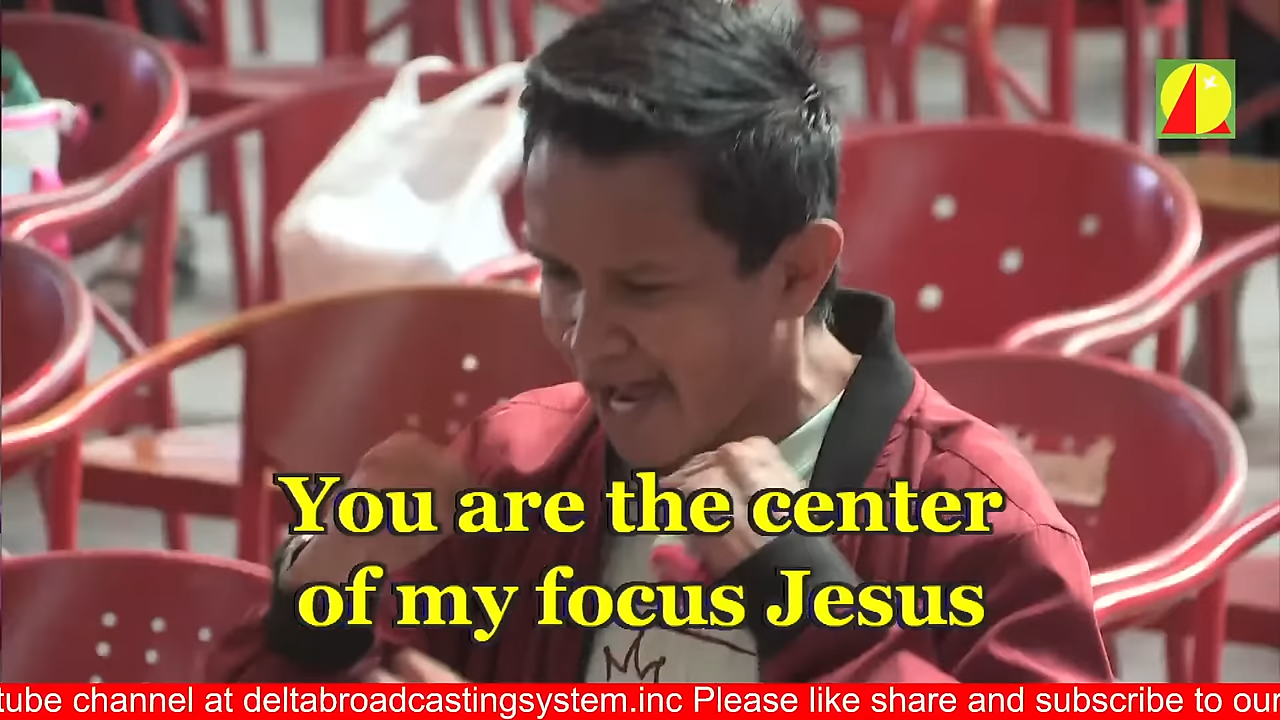 You are the center
of my focus Jesus
tube channel at deltabroadcastingsystem.inc Please like share and subscribe to our